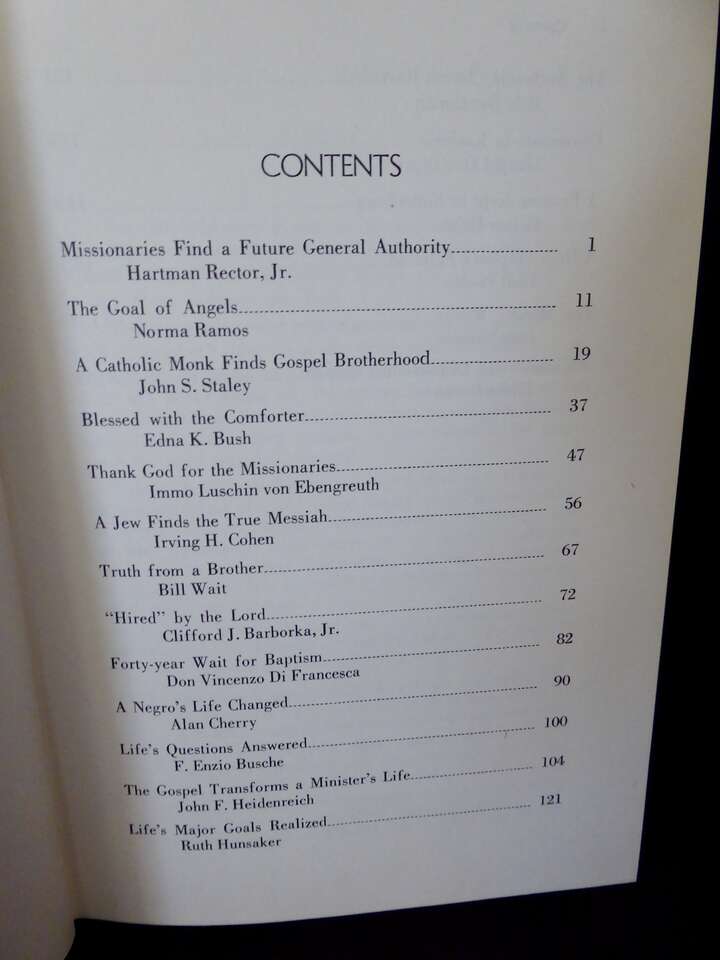 CONTENTS
Missionaries Find a Future General Authority 1
Hartman Rector, Jr.
The Goal of Angels 11
Norma Ramos
A Catholic Monk Finds Gospel Brotherhood 19
John S. Staley
Blessed with the Comforter 37
Edna K. Bush
Thank God for the Missionaries 47
Immo Luschin von Ebengreuth
A Jew Finds the True Messiah 56
Irving H. Cohen
Truth from a Brother 67
Bill Wait
“Hired” by the Lord 72
Clifford J. Barborka, Jr.
Forty-year Wait for Baptism 82
Don Vincenzo Di Francesca
A Negro's Life Changed 90
Alan Cherry
Life's Questions Answered 100
F. Enzio Busche
The Gospel Transforms a Minister's Life 104
John F. Heidenreich
Life's Major Goals Realized 121
Ruth Hunsaker